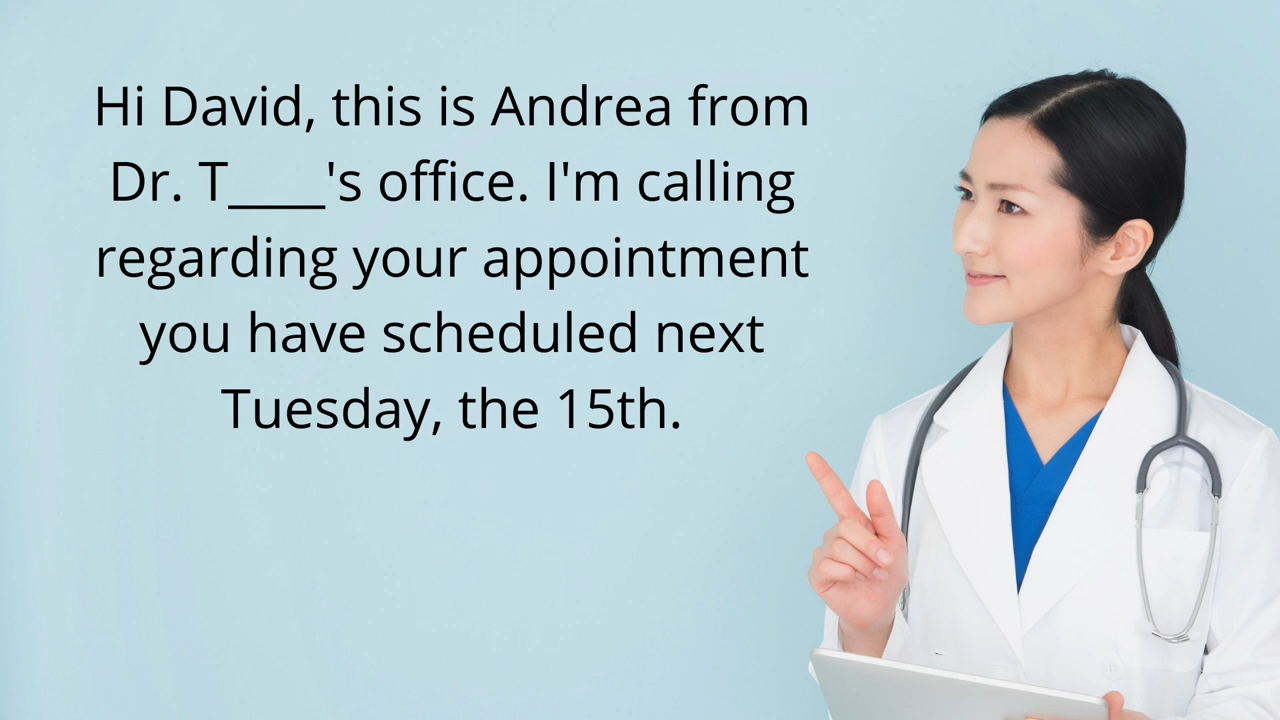 Hi David, this is Andrea from
Dr. T____'s office. I'm calling
regarding your appointment
you have scheduled next
Tuesday, the 15th.